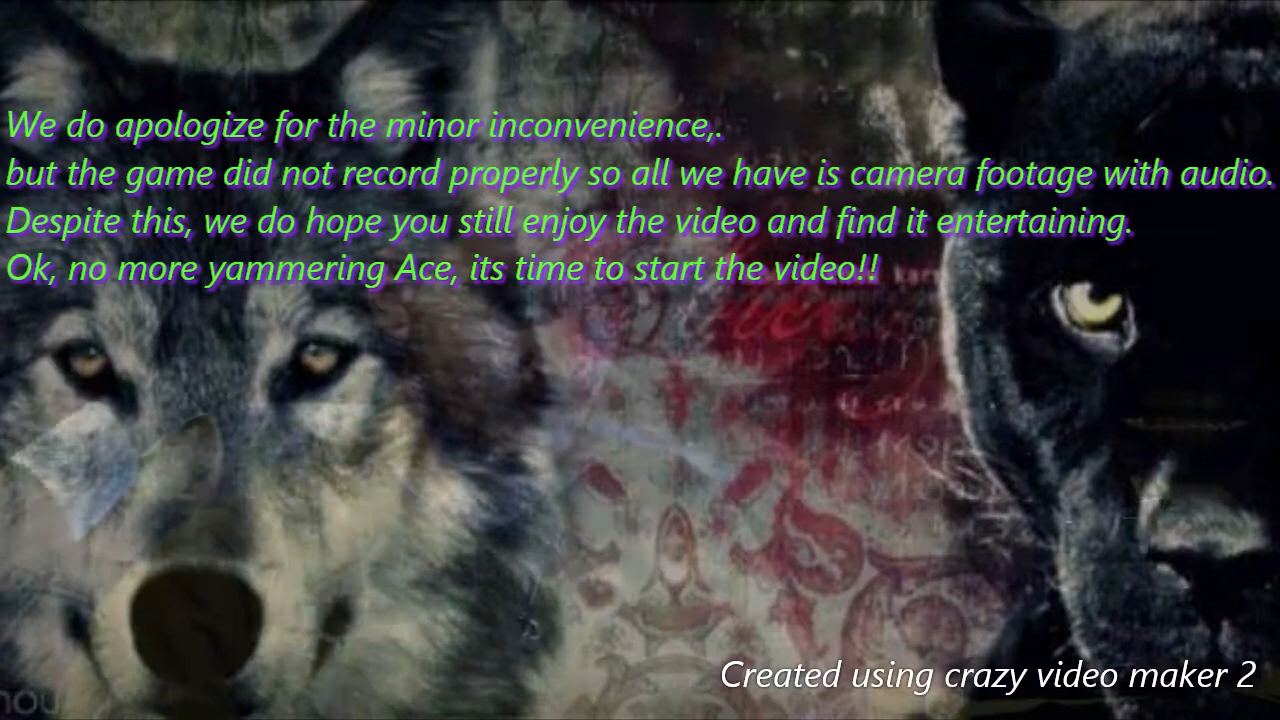 We do apologize for the minor inconvenience,.
but the game did not record properly so all we have is camera footage with audio.
Despite this, we do hope you still enjoy the video and find it entertaining.
Ok, no more yammering Ace, its time to start the video!!
Created using crazy video maker 2